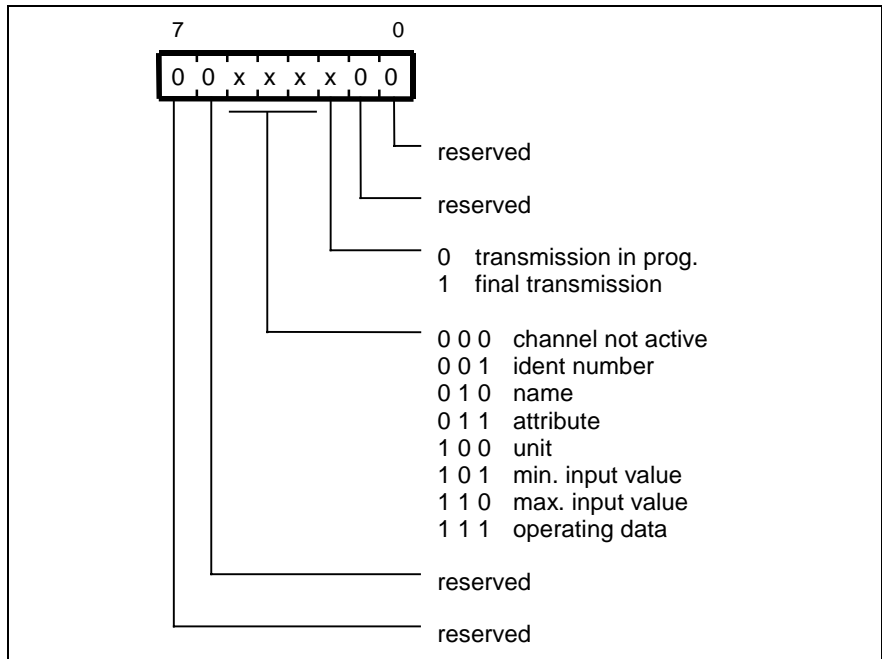 7 0
0 0 x x x x 0 0
reserved
reserved
0 transmission in prog.
1 final transmission
0 0 0 channel not active
0 0 1 ident number
0 1 0 name
0 1 1 attribute
1 0 0 unit
1 0 1 min. input value
1 1 0 max. input value
1 1 1 operating data
reserved
reserved